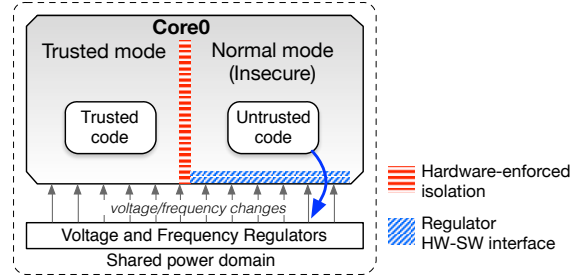 Core0
Trusted mode
Normal mode
(Insecure)
Trusted
code
Untrusted
code
voltage/frequency changes
Voltage and Frequency Regulators
Shared power domain
Hardware-enforced
isolation
Regulator
HW-SW interface